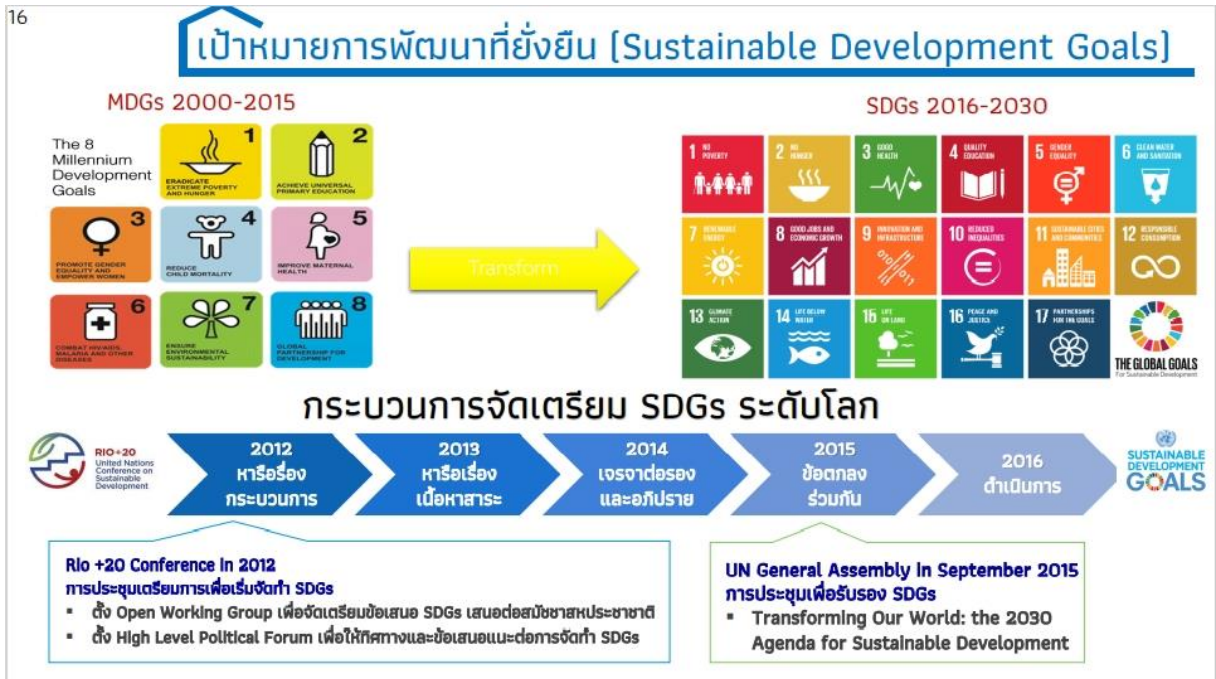 16
เป้าหมายการพัฒนาที่ยั่งยืน (Sustainable Development Goals)
MDGs 2000-2015
The 8
Millennium
Development
Goals
1
ERADICATE
EXTREME POVERTY
AND HUNGER
2
ACHIEVE UNIVERSAL
PRIMARY EDUCATION
3
PROMOTE GENDER
EQUALITY AND
EMPOWER WOMEN
4
REDUCE
CHILD MORTALITY
5
IMPROVE MATERNAL
HEALTH
6
COMBAT HIV/AIDS,
MALARIA AND OTHER
DISEASES
7
ENSURE
ENVIRONMENTAL
SUSTAINABILITY
8
GLOBAL
PARTNERSHIP FOR
DEVELOPMENT
Transform
SDGs 2016-2030
1 NO
POVERTY
2 NO
HUNGER
3 GOOD
HEALTH
4 QUALITY
EDUCATION
5 GENDER
EQUALITY
6 CLEAN WATER
AND SANITATION
7 RENEWABLE
ENERGY
8 GOOD JOBS AND
ECONOMIC GROWTH
9 INNOVATION AND
INFRASTRUCTURE
10 REDUCED
INEQUALITIES
11 SUSTAINABLE CITIES
AND COMMUNITIES
12 RESPONSIBLE
CONSUMPTION
13 CLIMATE
ACTION
14 LIFE BELOW
WATER
15 LIFE
ON LAND
16 PEACE AND
JUSTICE
17 PARTNERSHIPS
FOR THE GOALS
THE GLOBAL GOALS
For Sustainable Development
กระบวนการจัดเตรียม SDGs ระดับโลก
RIO+20
United Nations
Conference on
Sustainable
Development
2012
หารือรื่อง
กระบวนการ
2013
หารือเรื่อง
เนื้อหาสาระ
2014
เจรจาต่อรอง
และอภิปราย
2015
ข้อตกลง
ร่วมกัน
2016
ดำเนินการ
SUSTAINABLE
DEVELOPMENT
GOALS
Rio +20 Conference in 2012
การประชุมเตรียมการเพื่อเริ่มจัดทำ SDGs
▪ ตั้ง Open Working Group เพื่อจัดเตรียมข้อเสนอ SDGs เสนอต่อสมัชชาสหประชาชาติ
▪ ตั้ง High Level Political Forum เพื่อให้ทิศทางและข้อเสนอแนะต่อการจัดทำ SDGs
UN General Assembly in September 2015
การประชุมเพื่อรับรอง SDGs
▪ Transforming Our World: the 2030
Agenda for Sustainable Development